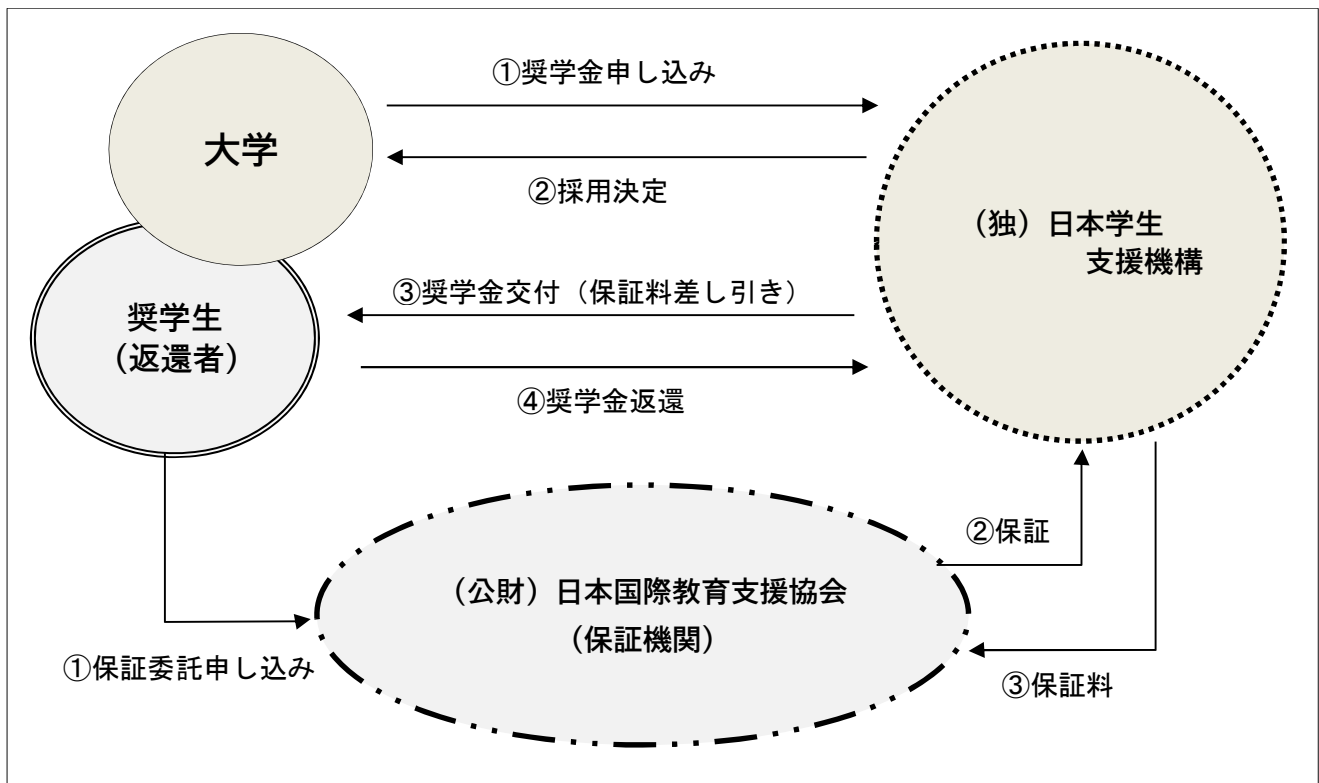 ①奨学金申し込み
大学
②採用決定
（独）日本学生
支援機構
③奨学金交付（保証料差し引き）
奨学生
（返還者）
④奨学金返還
②保証
（公財）日本国際教育支援協会
（保証機関）
①保証委託申し込み
③保証料